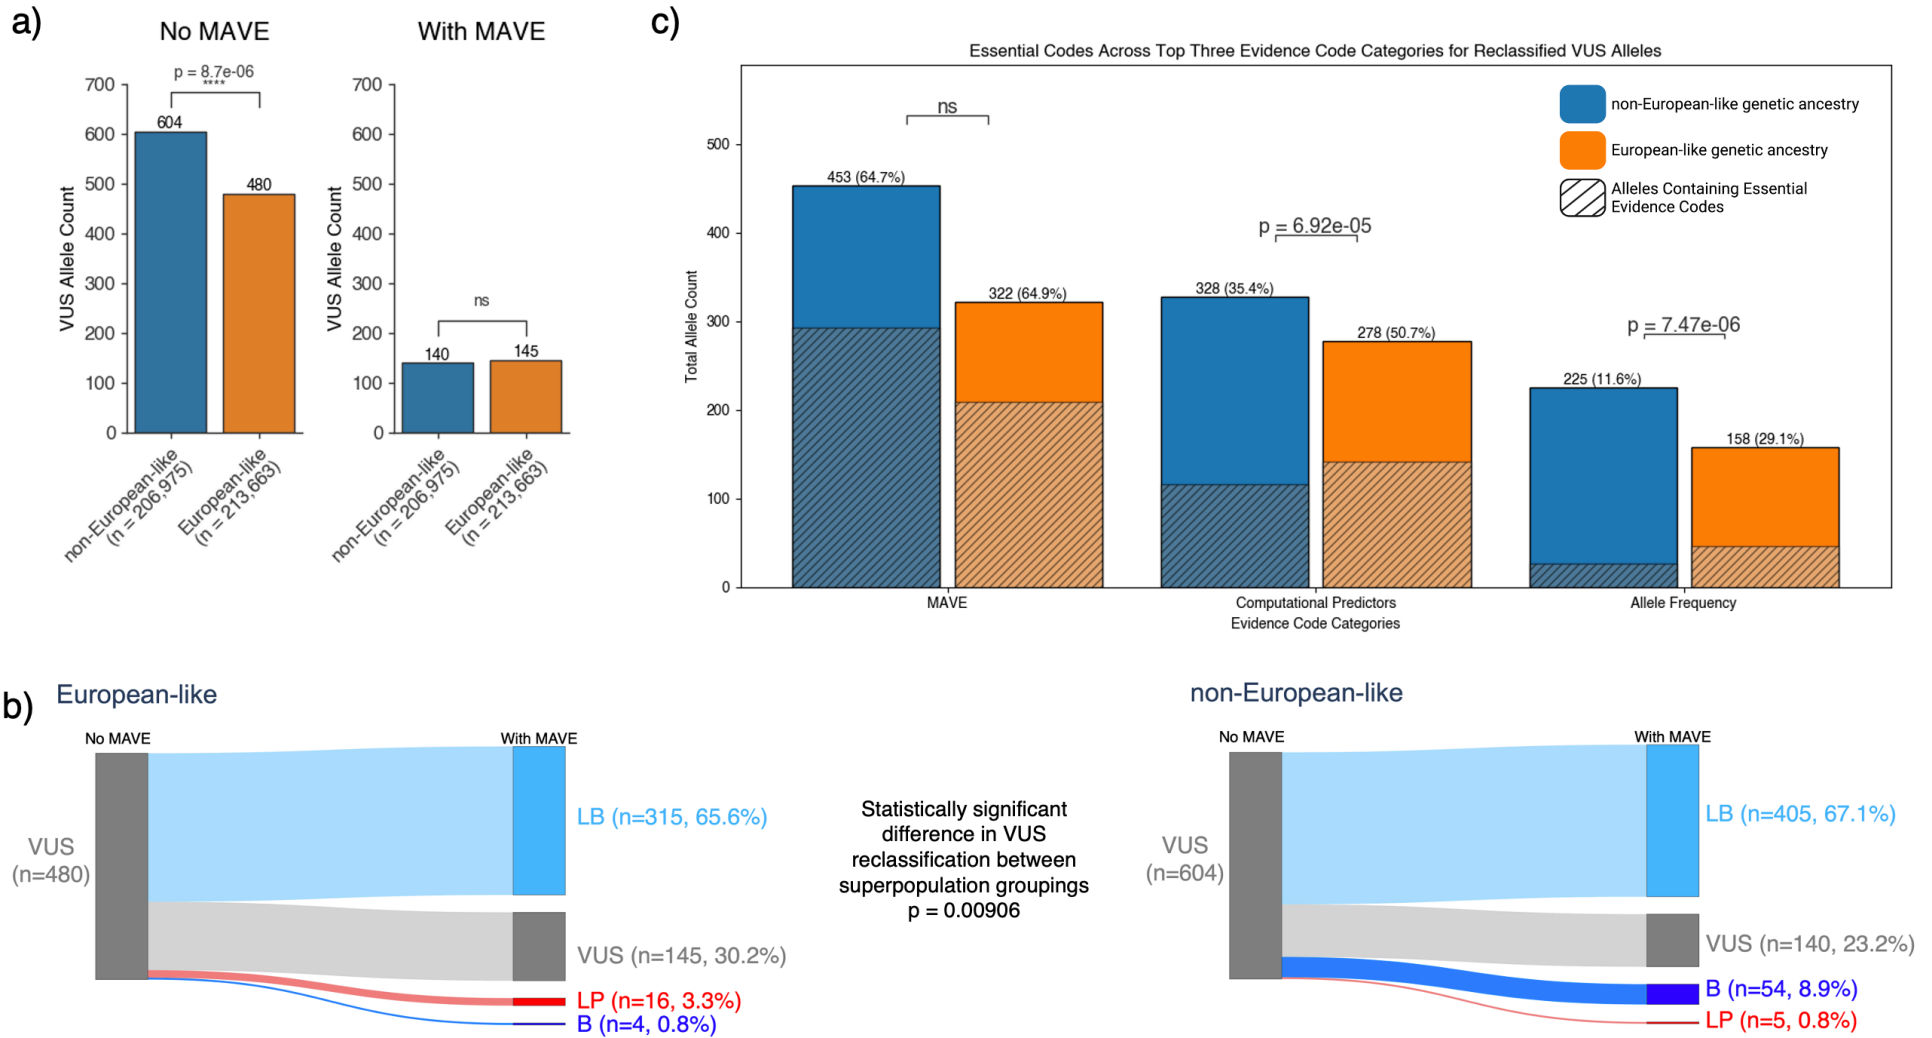 a)
No MAVE
p = 8.7e-06
****
VUS Allele Count
700
600
500
400
300
200
100
0
604
480
non-European-like
(n = 206,975)
European-like
(n = 213,663)
With MAVE
VUS Allele Count
700
600
500
400
300
200
100
0
ns
140
145
non-European-like
(n = 206,975)
European-like
(n = 213,663)
c)
Essential Codes Across Top Three Evidence Code Categories for Reclassified VUS Alleles
non-European-like genetic ancestry
European-like genetic ancestry
Alleles Containing Essential
Evidence Codes
Total Allele Count
500
400
300
200
100
0
ns
453 (64.7%)
322 (64.9%)
p = 6.92e-05
328 (35.4%)
278 (50.7%)
p = 7.47e-06
225 (11.6%)
158 (29.1%)
MAVE
Computational Predictors
Allele Frequency
Evidence Code Categories
b)
European-like
No MAVE
With MAVE
VUS
(n=480)
LB (n=315, 65.6%)
VUS (n=145, 30.2%)
LP (n=16, 3.3%)
B (n=4, 0.8%)
Statistically significant
difference in VUS
reclassification between
superpopulation groupings
p = 0.00906
non-European-like
No MAVE
With MAVE
VUS
(n=604)
LB (n=405, 67.1%)
VUS (n=140, 23.2%)
B (n=54, 8.9%)
LP (n=5, 0.8%)